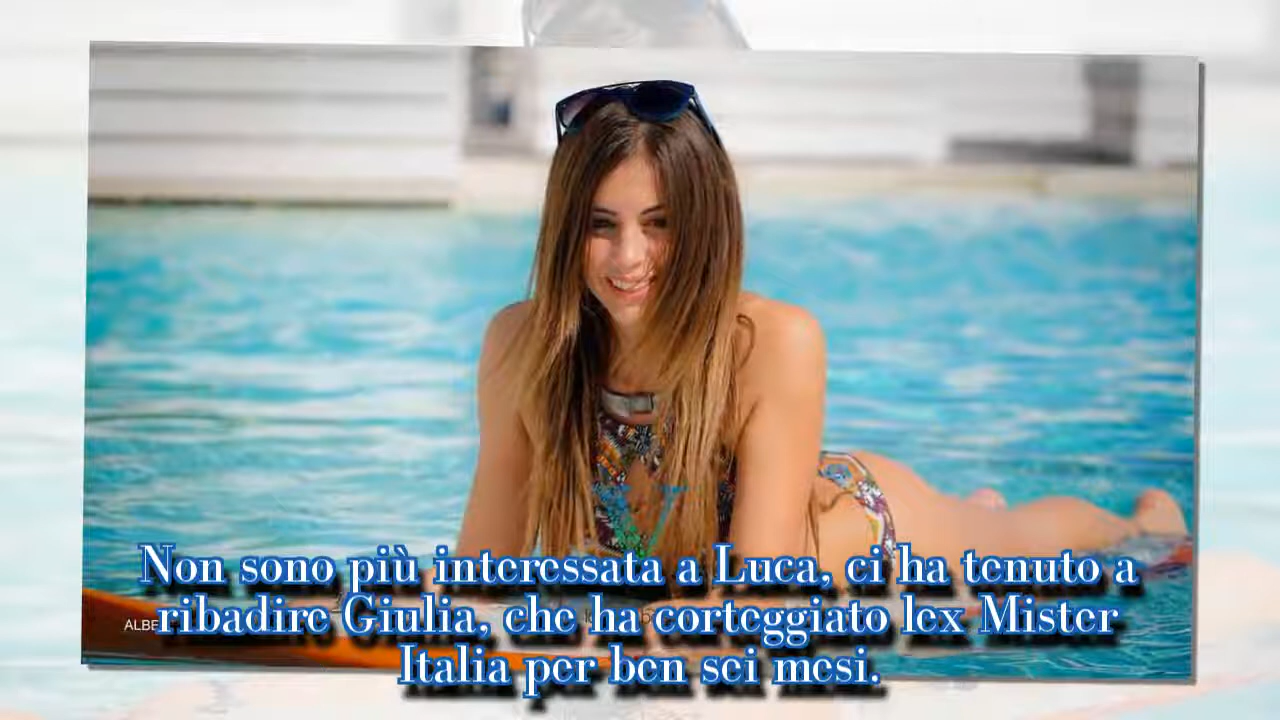 Non sono più interessata a Luca, ci ha tenuto a
ribadire Giulia, che ha corteggiato lex Mister
Italia per ben sei mesi.
V